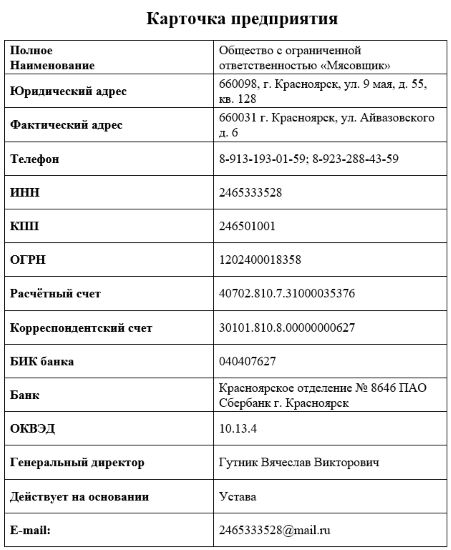 Карточка предприятия
Полное
Наименование
Общество с ограниченной
ответственностью «Мясовщик»
Юридический адрес
660098, г. Красноярск, ул. 9 мая, д. 55,
кв. 128
Фактический адрес
660031 г. Красноярск, ул. Айвазовского
д. 6
Телефон
8-913-193-01-59; 8-923-288-43-59
ИНН
2465333528
КПП
246501001
ОГРН
1202400018358
Расчётный счет
40702.810.7.31000035376
Корреспондентский счет
30101.810.8.00000000627
БИК банка
040407627
Банк
Красноярское отделение № 8646 ПАО
Сбербанк г. Красноярск
ОКВЭД
10.13.4
Генеральный директор
Гутник Вячеслав Викторович
Действует на основании
Устава
E-mail:
2465333528@mail.ru